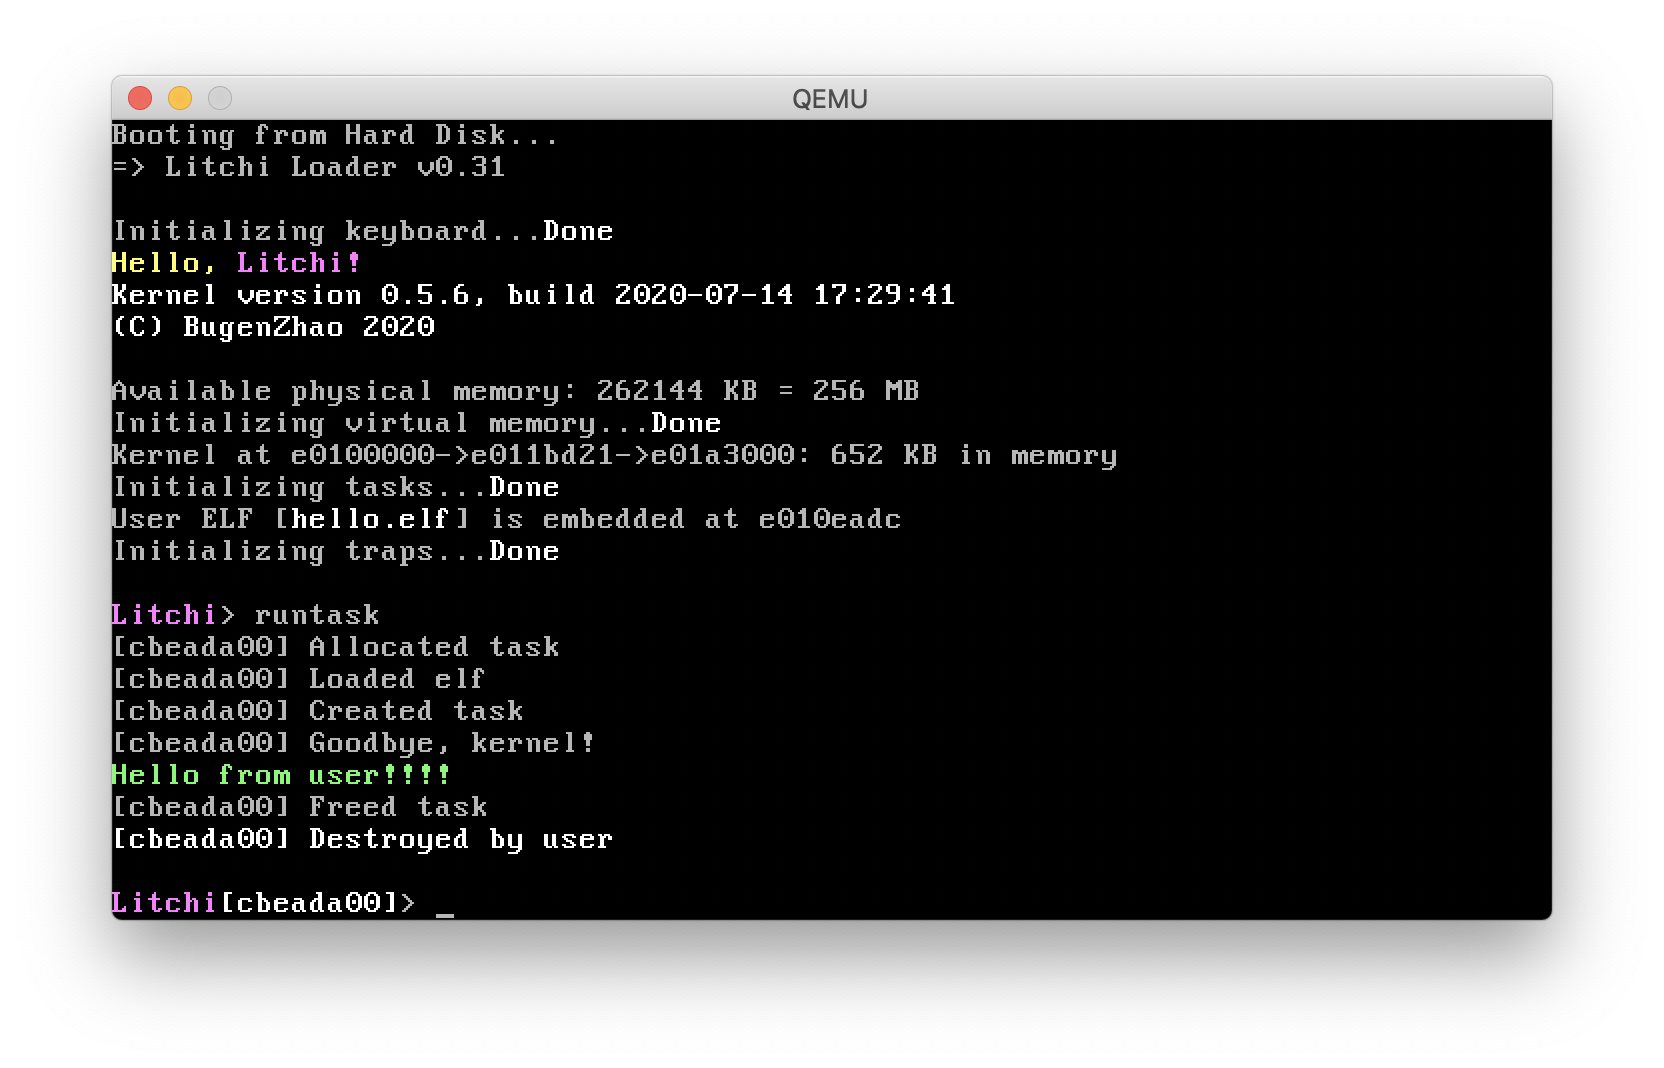 QEMU
Booting from Hard Disk...
=> Litchi Loader v0.31
Initializing keyboard...Done
Hello, Litchi!
Kernel version 0.5.6, build 2020-07-14 17:29:41
(C) BugenZhao 2020
Available physical memory: 262144 KB = 256 MB
Initializing virtual memory...Done
Kernel at e0100000->e011bd21->e01a3000: 652 KB in memory
Initializing tasks...Done
User ELF [hello.elf] is embedded at e010eadc
Initializing traps...Done
Litchi> runtask
[cbeada00] Allocated task
[cbeada00] Loaded elf
[cbeada00] Created task
[cbeada00] Goodbye, kernel!
Hello from user!!!!
[cbeada00] Freed task
[cbeada00] Destroyed by user
Litchi[cbeada00]> _